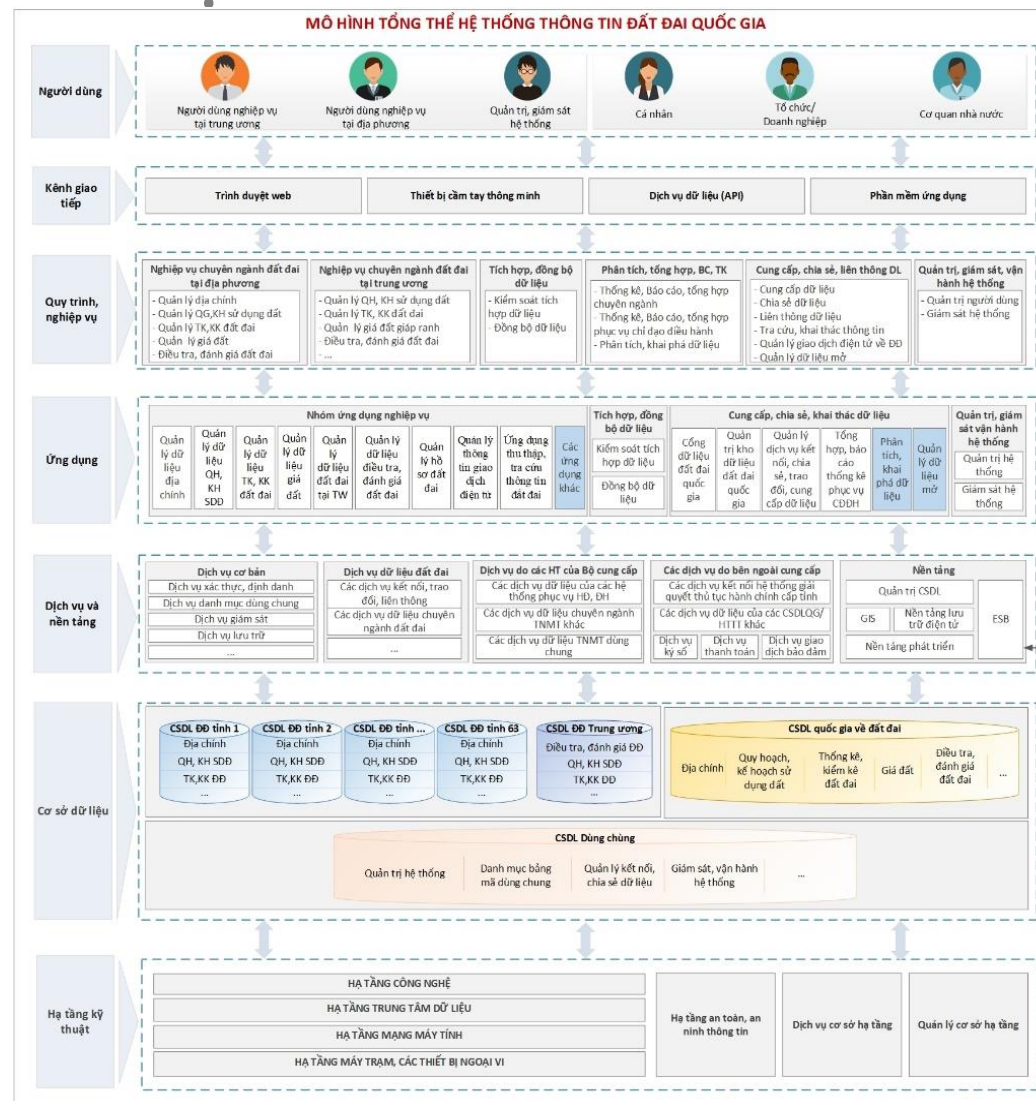 MÔ HÌNH TỔNG THỂ HỆ THỐNG THÔNG TIN ĐẤT ĐAI QUỐC GIA
Người dùng
Người dùng nghiệp vụ
tại trung ương
Người dùng nghiệp vụ
tại địa phương
Quản trị, giám sát
hệ thống
Cá nhân
Tổ chức/
Doanh nghiệp
Cơ quan nhà nước
Kênh giao
tiếp
Trình duyệt web
Thiết bị cầm tay thông minh
Dịch vụ dữ liệu (API)
Phần mềm ứng dụng
Quy trình,
nghiệp vụ
Nghiệp vụ chuyên ngành đất đai
tại địa phương
- Quản lý địa chính
- Quản lý QG,KH sử dụng đất
- Quản lý TK,KK đất đai
- Quản lý giá đất
- Điều tra, đánh giá đất đai
Nghiệp vụ chuyên ngành đất đai
tại trung ương
- Quản lý QH, KH sử dụng đất
- Quản lý TK, KK đất đai
- Quản lý giá đất giáp ranh
- Điều tra, đánh giá đất đai
- ...
Tích hợp, đồng bộ
dữ liệu
- Kiểm soát tích
hợp dữ liệu
- Đồng bộ dữ liệu
Phân tích, tổng hợp, BC, TK
- Thống kê, Báo cáo, tổng hợp
chuyên ngành
- Thống kê, Báo cáo, tổng hợp
phục vụ chỉ đạo điều hành
- Phân tích, khai phá dữ liệu
Cung cấp, chia sẻ, liên thông DL
- Cung cấp dữ liệu
- Chia sẻ dữ liệu
- Liên thông dữ liệu
- Tra cứu, khai thác thông tin
- Quản lý giao dịch điện tử về ĐĐ
- Quản lý dữ liệu mở
Quản trị, giám sát, vận
hành hệ thống
- Quản trị người dùng
- Giám sát hệ thống
Ứng dụng
Nhóm ứng dụng nghiệp vụ
Quản
lý dữ
liệu
địa
chính
Quản
lý dữ
liệu
QH,
KH
SDĐ
Quản
lý dữ
liệu
TK, KK
đất đai
Quản
lý dữ
liệu
giá
đất
Quản
lý
dữ liệu
đất đai
tại TW
Quản lý
dữ liệu
điều tra,
đánh giá
đất đai
Quản
lý hồ
sơ đất
đai
Quản lý
thông
tin giao
dịch
điện tử
Ứng dụng
thu thập,
tra cứu
thông tin
đất đai
Các
ứng
dụng
khác
Tích hợp, đồng
bộ dữ liệu
Kiểm soát tích
hợp dữ liệu
Đồng bộ dữ
liệu
Cung cấp, chia sẻ, khai thác dữ liệu
Cổng
dữ liệu
đất đai
quốc
gia
Quản
trị kho
dữ liệu
đất đai
quốc
gia
Quản lý
dịch vụ kết
nối, chia
sẻ, trao
đổi, cung
cấp dữ liệu
Tổng
hợp, báo
cáo
thống kê
phục vụ
CĐĐH
Phân
tích,
khai
phá dữ
liệu
Quản
lý dữ
liệu
mở
Quản trị, giám
sát vận hành
hệ thống
Quản trị hệ
thống
Giám sát hệ
thống
Dịch vụ và
nền tảng
Dịch vụ cơ bản
Dịch vụ xác thực, định danh
Dịch vụ danh mục dùng chung
Dịch vụ giám sát
Dịch vụ lưu trữ
...
Dịch vụ dữ liệu đất đai
Các dịch vụ kết nối, trao
đổi, liên thông
Các dịch vụ dữ liệu chuyên
ngành đất đai
...
Dịch vụ do các HT của Bộ cung cấp
Các dịch vụ dữ liệu của các hệ
thống phục vụ HĐ, ĐH
Các dịch vụ dữ liệu chuyên ngành
TNMT khác
Các dịch vụ dữ liệu TNMT dùng
chung
Các dịch vụ do bên ngoài cung cấp
Các dịch vụ kết nối hệ thống giải
quyết thủ tục hành chính cấp tỉnh
Các dịch vụ dữ liệu của các CSDLQG/
HTTT khác
Dịch vụ
ký số
Dịch vụ
thanh toán
Dịch vụ giao
dịch bảo đảm
Nền tảng
Quản trị CSDL
GIS
Nền tảng lưu
trữ điện tử
Nền tảng phát triển
ESB
Cơ sở dữ liệu
CSDL ĐĐ tỉnh 1
Địa chính
QH, KH SDĐ
TK,KK ĐĐ
...
CSDL ĐĐ tỉnh 2
Địa chính
QH, KH SDĐ
TK,KK ĐĐ
...
CSDL ĐĐ tỉnh ...
Địa chính
QH, KH SDĐ
TK,KK ĐĐ
...
CSDL ĐĐ tỉnh 63
Địa chính
QH, KH SDĐ
TK,KK ĐĐ
...
CSDL ĐĐ Trung ương
Điều tra, đánh giá ĐĐ
QH, KH SDĐ
TK,KK ĐĐ
...
CSDL quốc gia về đất đai
Địa chính
Quy hoạch,
kế hoạch sử
dụng đất
Thống kê,
kiểm kê
đất đai
Giá đất
Điều tra,
đánh giá
đất đai
...
CSDL Dùng chùng
Quản trị hệ thống
Danh mục bảng
mã dùng chung
Quản lý kết nối,
chia sẻ dữ liệu
Giám sát, vận hành
hệ thống
...
Hạ tầng kỹ
thuật
HẠ TẦNG CÔNG NGHỆ
HẠ TẦNG TRUNG TÂM DỮ LIỆU
HẠ TẦNG MẠNG MÁY TÍNH
HẠ TẦNG MÁY TRẠM, CÁC THIẾT BỊ NGOẠI VI
Hạ tầng an toàn, an
ninh thông tin
Dịch vụ cơ sở hạ tầng
Quản lý cơ sở hạ tầng